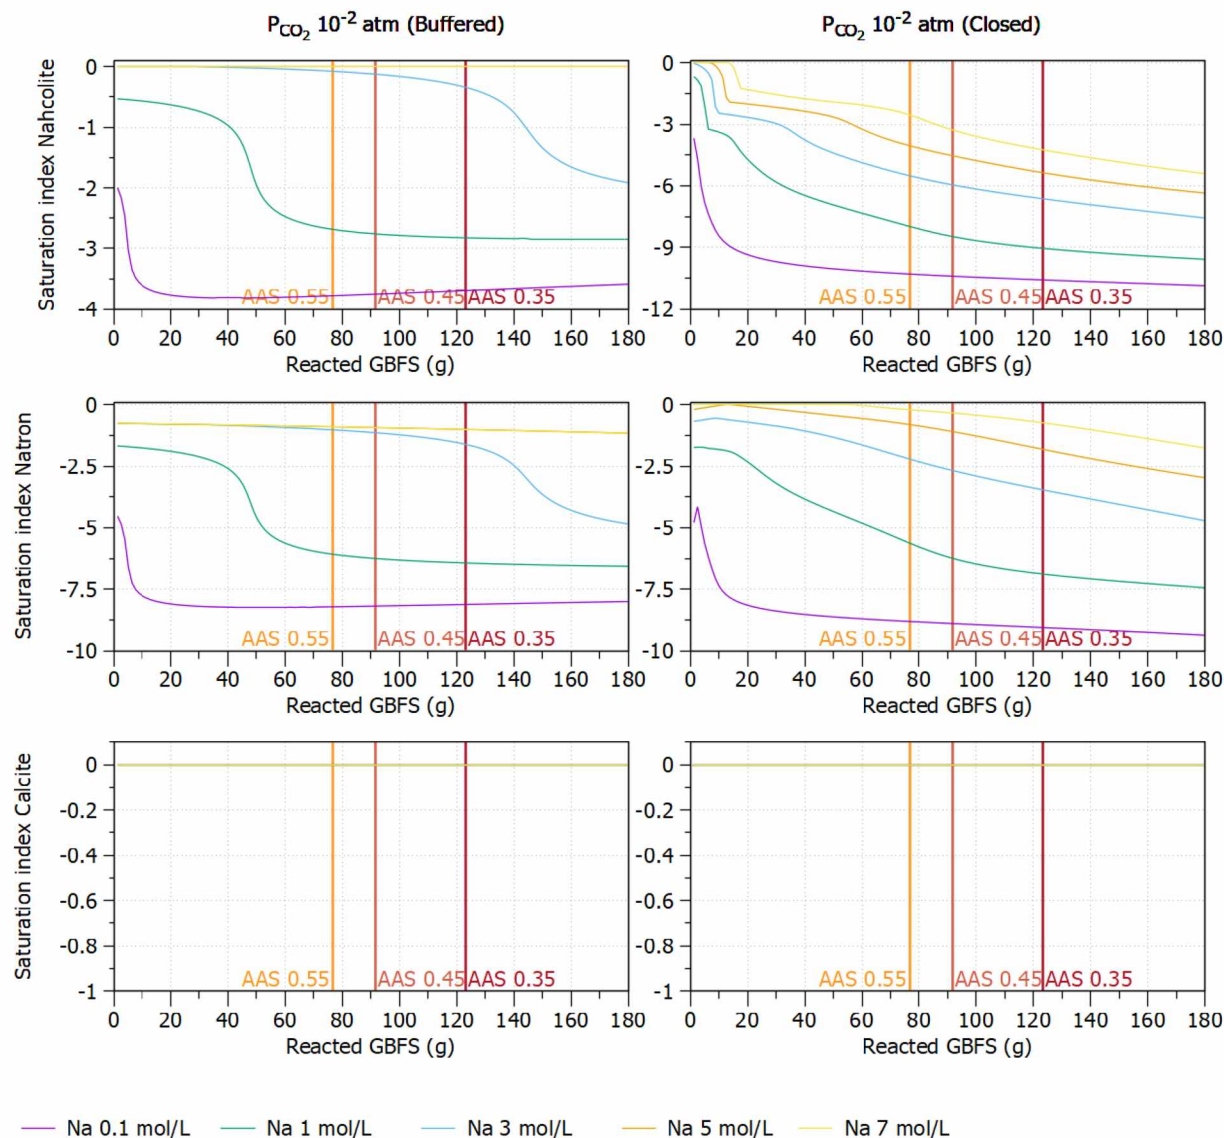 P_CO2 10^-2 atm (Buffered)
P_CO2 10^-2 atm (Closed)
Saturation index Nahcolite
0
-1
-2
-3
-4
AAS 0.55 AAS 0.45 AAS 0.35
0 20 40 60 80 100 120 140 160 180
Reacted GBFS (g)
0
-3
-6
-9
-12
AAS 0.55 AAS 0.45 AAS 0.35
0 20 40 60 80 100 120 140 160 180
Reacted GBFS (g)
Saturation index Natron
0
-2.5
-5
-7.5
-10
AAS 0.55 AAS 0.45 AAS 0.35
0 20 40 60 80 100 120 140 160 180
Reacted GBFS (g)
0
-2.5
-5
-7.5
-10
AAS 0.55 AAS 0.45 AAS 0.35
0 20 40 60 80 100 120 140 160 180
Reacted GBFS (g)
Saturation index Calcite
0
-0.2
-0.4
-0.6
-0.8
-1
AAS 0.55 AAS 0.45 AAS 0.35
0 20 40 60 80 100 120 140 160 180
Reacted GBFS (g)
0
-0.2
-0.4
-0.6
-0.8
-1
AAS 0.55 AAS 0.45 AAS 0.35
0 20 40 60 80 100 120 140 160 180
Reacted GBFS (g)
Na 0.1 mol/L Na 1 mol/L Na 3 mol/L Na 5 mol/L Na 7 mol/L